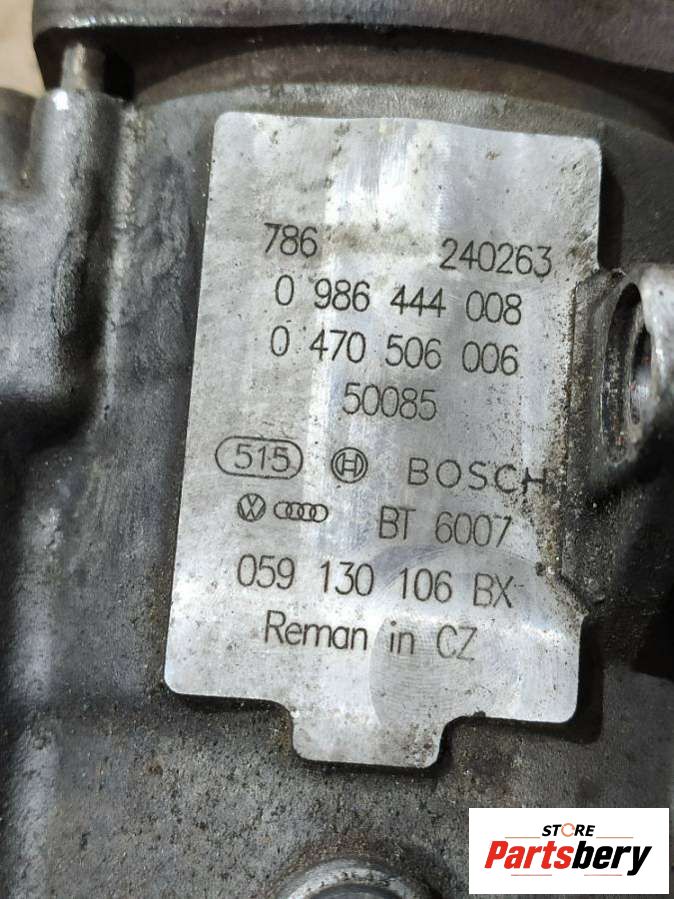 786 240263
0 986 444 008
0 470 506 006
50085
515 BOSCH
BT 6007
059 130 106 BX
Reman in CZ
STORE
Partsbery